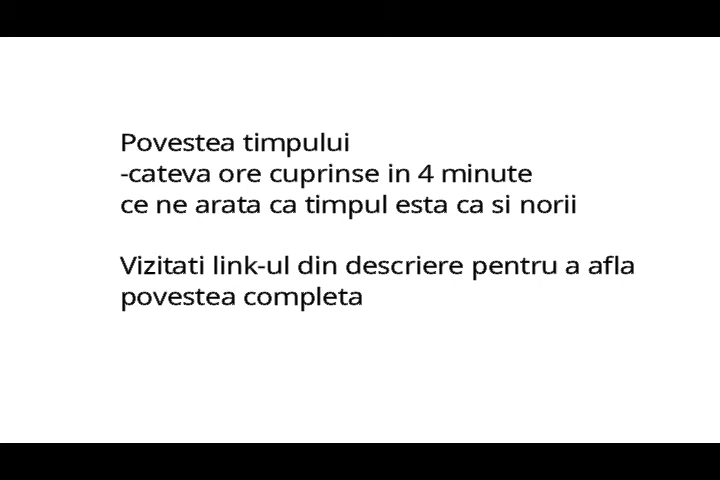 Povestea timpului
-cateva ore cuprinse in 4 minute
ce ne arata ca timpul esta ca si norii
Vizitati link-ul din descriere pentru a afla
povestea completa